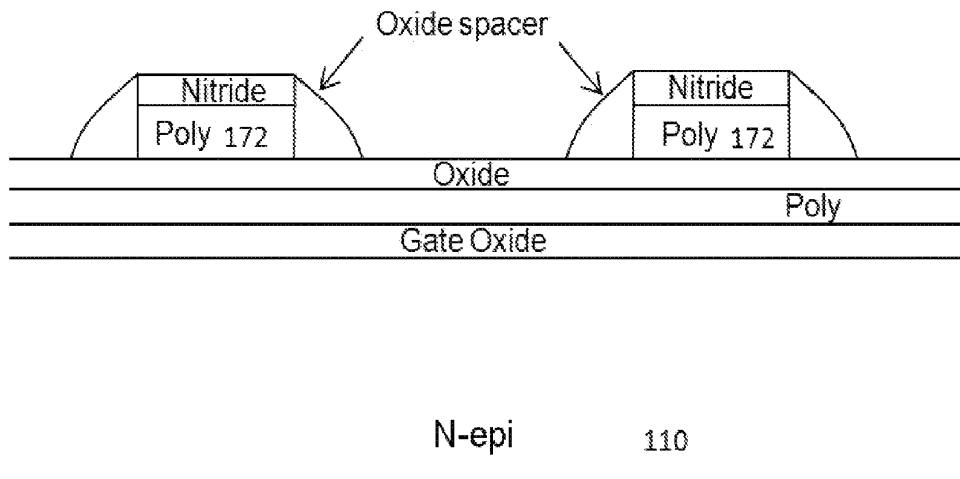 Oxide spacer
Nitride
Nitride
Poly 172
Poly 172
Oxide
Poly
Gate Oxide
N-epi 110